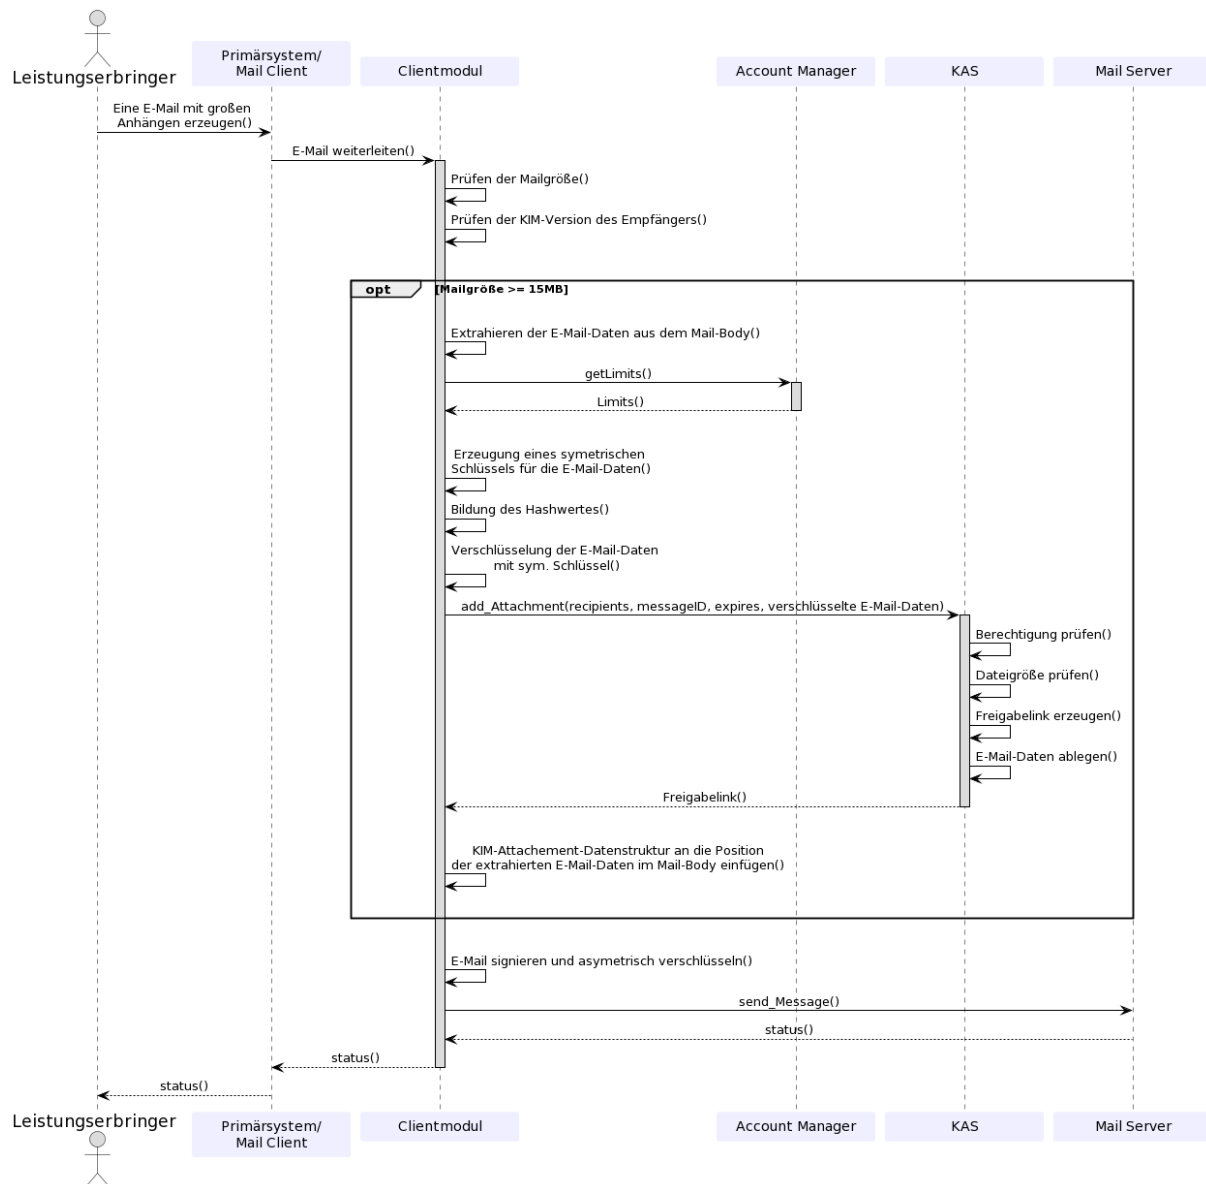 Leistungserbringer
Primärsystem/
Mail Client
Clientmodul
Account Manager
KAS
Mail Server
Eine E-Mail mit großen
Anhängen erzeugen()
E-Mail weiterleiten()
Prüfen der Mailgröße()
Prüfen der KIM-Version des Empfängers()
opt
[Mailgröße >= 15MB]
Extrahieren der E-Mail-Daten aus dem Mail-Body()
getLimits()
Limits()
Erzeugung eines symetrischen
Schlüssels für die E-Mail-Daten()
Bildung des Hashwertes()
Verschlüsselung der E-Mail-Daten
mit sym. Schlüssel()
add_Attachment(recipients, messageID, expires, verschlüsselte E-Mail-Daten)
Berechtigung prüfen()
Dateigröße prüfen()
Freigabelink erzeugen()
E-Mail-Daten ablegen()
Freigabelink()
KIM-Attachement-Datenstruktur an die Position
der extrahierten E-Mail-Daten im Mail-Body einfügen()
E-Mail signieren und asymetrisch verschlüsseln()
send_Message()
status()
status()
status()
Leistungserbringer
Primärsystem/
Mail Client
Clientmodul
Account Manager
KAS
Mail Server